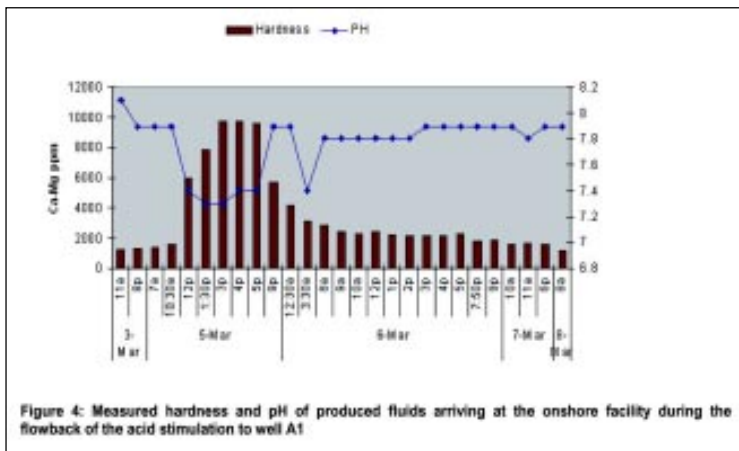 Hardness PH
12000
10000
8000
6000
4000
2000
0
Ca.Mg ppm
8.2
8
7.8
7.6
7.4
7.2
7
6.8
11a 6p 7a 10:30a 12p 1:30p 3p 4p 5p 9p 12:30a 3:30a 6a 8a 10a 12p 1p 2p 3p 4p 5p 7:50p 9p 10a 11a 6p 8a
3-Mar 5-Mar 6-Mar 7-Mar 8-Mar
Figure 4: Measured hardness and pH of produced fluids arriving at the onshore facility during the
flowback of the acid stimulation to well A1